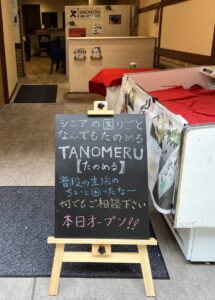 TANOMERU
シニアの困りごと
なんでもたのめる
TANOMERU
【たのめる】
普段の生活の
ちょっと困ったな〜
何でもご相談下さい
本日オープン!!